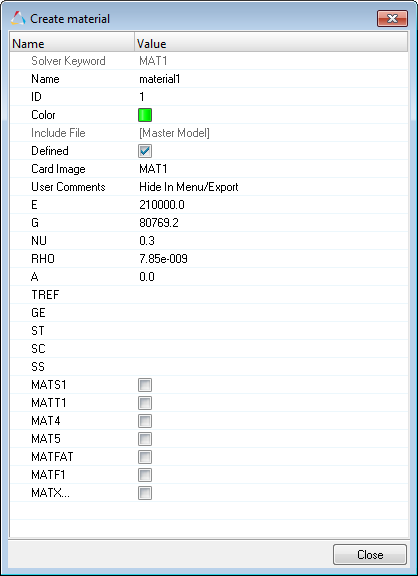 Create material
Name Value
Solver Keyword MAT1
Name material1
ID 1
Color
Include File [Master Model]
Defined
Card Image MAT1
User Comments Hide In Menu/Export
E 210000.0
G 80769.2
NU 0.3
RHO 7.85e-009
A 0.0
TREF
GE
ST
SC
SS
MATS1
MATT1
MAT4
MAT5
MATFAT
MATF1
MATX...
Close